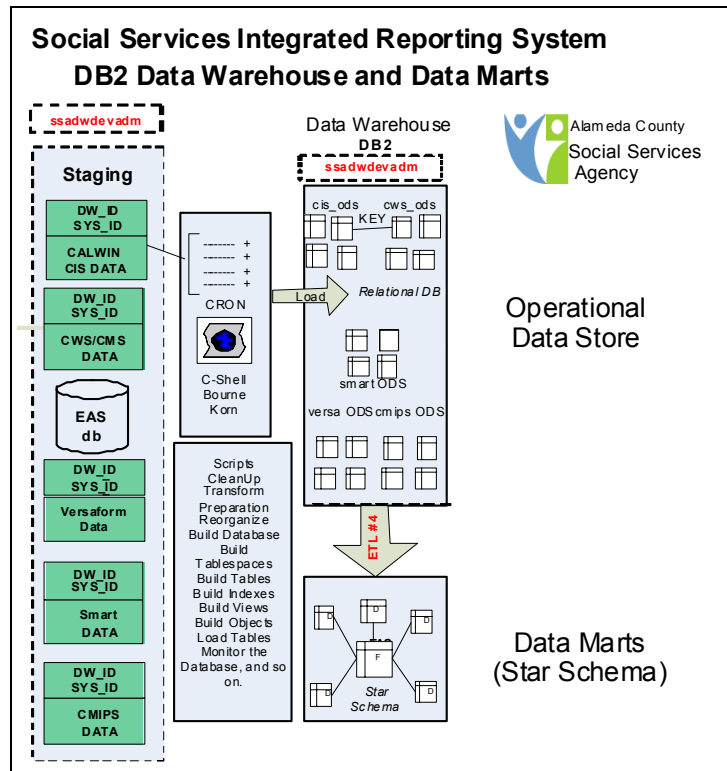 Social Services Integrated Reporting System
DB2 Data Warehouse and Data Marts
ssadwdevadm
Staging
DW_ID
SYS_ID
CALWIN
CIS DATA
DW_ID
SYS_ID
CWS/CMS
DATA
EAS
db
DW_ID
SYS_ID
Versaform
Data
DW_ID
SYS_ID
Smart
DATA
DW_ID
SYS_ID
CMIPS
DATA
------- +
------- +
------- +
------- +
CRON
C-Shell
Bourne
Korn
Scripts
CleanUp
Transform
Preparation
Reorganize
Build Database
Build
Tablespaces
Build Tables
Build Indexes
Build Views
Build Objects
Load Tables
Monitor the
Database, and so
on.
Load
Data Warehouse
DB2
ssadwdevadm
cis_ods cws_ods
KEY
Relational DB
smart ODS
versa ODS cmips ODS
ETL #4
D
D
D
F
D
D
Star
Schema
Alameda County
Social Services
Agency
Operational
Data Store
Data Marts
(Star Schema)